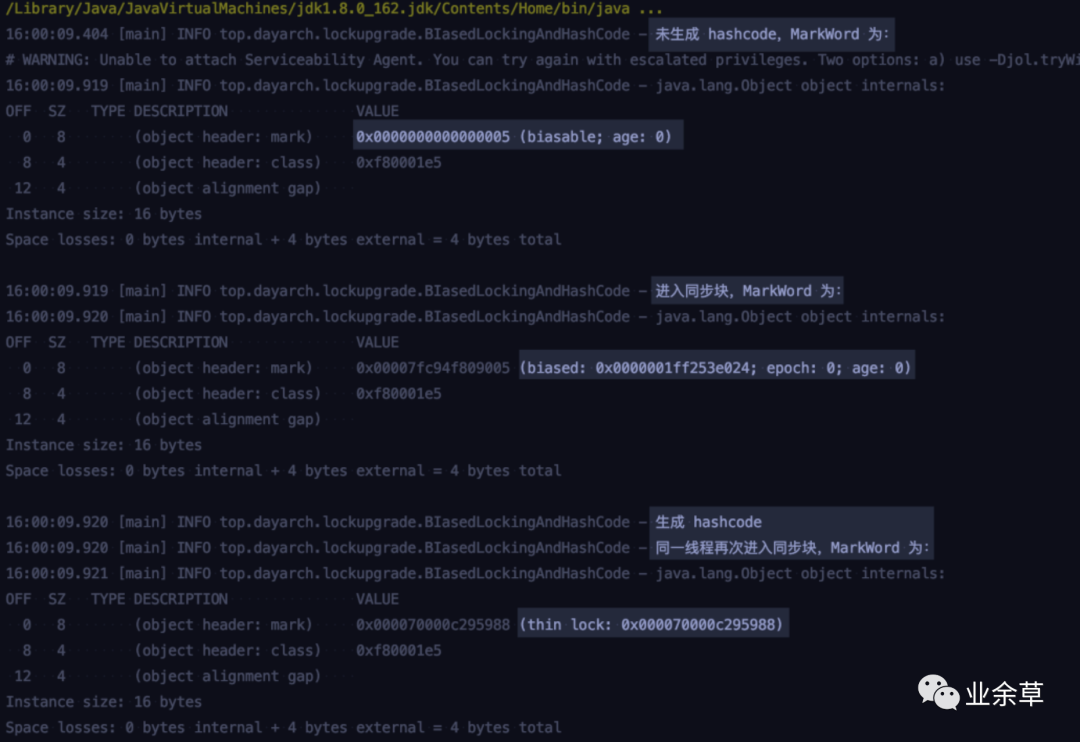 /Library/Java/JavaVirtualMachines/jdk1.8.0_162.jdk/Contents/Home/bin/java ...
16:00:09.404 [main] INFO top.dayarch.lockupgrade.BIasedLockingAndHashCode - 未生成 hashcode，MarkWord 为：
# WARNING: Unable to attach Serviceability Agent. You can try again with escalated privileges. Two options: a) use -Djol.tryWi
16:00:09.919 [main] INFO top.dayarch.lockupgrade.BIasedLockingAndHashCode - java.lang.Object object internals:
OFF SZ TYPE DESCRIPTION VALUE
0 8 (object header: mark) 0x0000000000000005 (biasable; age: 0)
8 4 (object header: class) 0xf80001e5
12 4 (object alignment gap)
Instance size: 16 bytes
Space losses: 0 bytes internal + 4 bytes external = 4 bytes total
16:00:09.919 [main] INFO top.dayarch.lockupgrade.BIasedLockingAndHashCode - 进入同步块，MarkWord 为：
16:00:09.920 [main] INFO top.dayarch.lockupgrade.BIasedLockingAndHashCode - java.lang.Object object internals:
OFF SZ TYPE DESCRIPTION VALUE
0 8 (object header: mark) 0x00007fc94f809005 (biased: 0x0000001ff253e024; epoch: 0; age: 0)
8 4 (object header: class) 0xf80001e5
12 4 (object alignment gap)
Instance size: 16 bytes
Space losses: 0 bytes internal + 4 bytes external = 4 bytes total
16:00:09.920 [main] INFO top.dayarch.lockupgrade.BIasedLockingAndHashCode - 生成 hashcode
16:00:09.920 [main] INFO top.dayarch.lockupgrade.BIasedLockingAndHashCode - 同一线程再次进入同步块，MarkWord 为：
16:00:09.921 [main] INFO top.dayarch.lockupgrade.BIasedLockingAndHashCode - java.lang.Object object internals:
OFF SZ TYPE DESCRIPTION VALUE
0 8 (object header: mark) 0x000070000c295988 (thin lock: 0x000070000c295988)
8 4 (object header: class) 0xf80001e5
12 4 (object alignment gap)
Instance size: 16 bytes
Space losses: 0 bytes internal + 4 bytes external = 4 bytes total
业余草